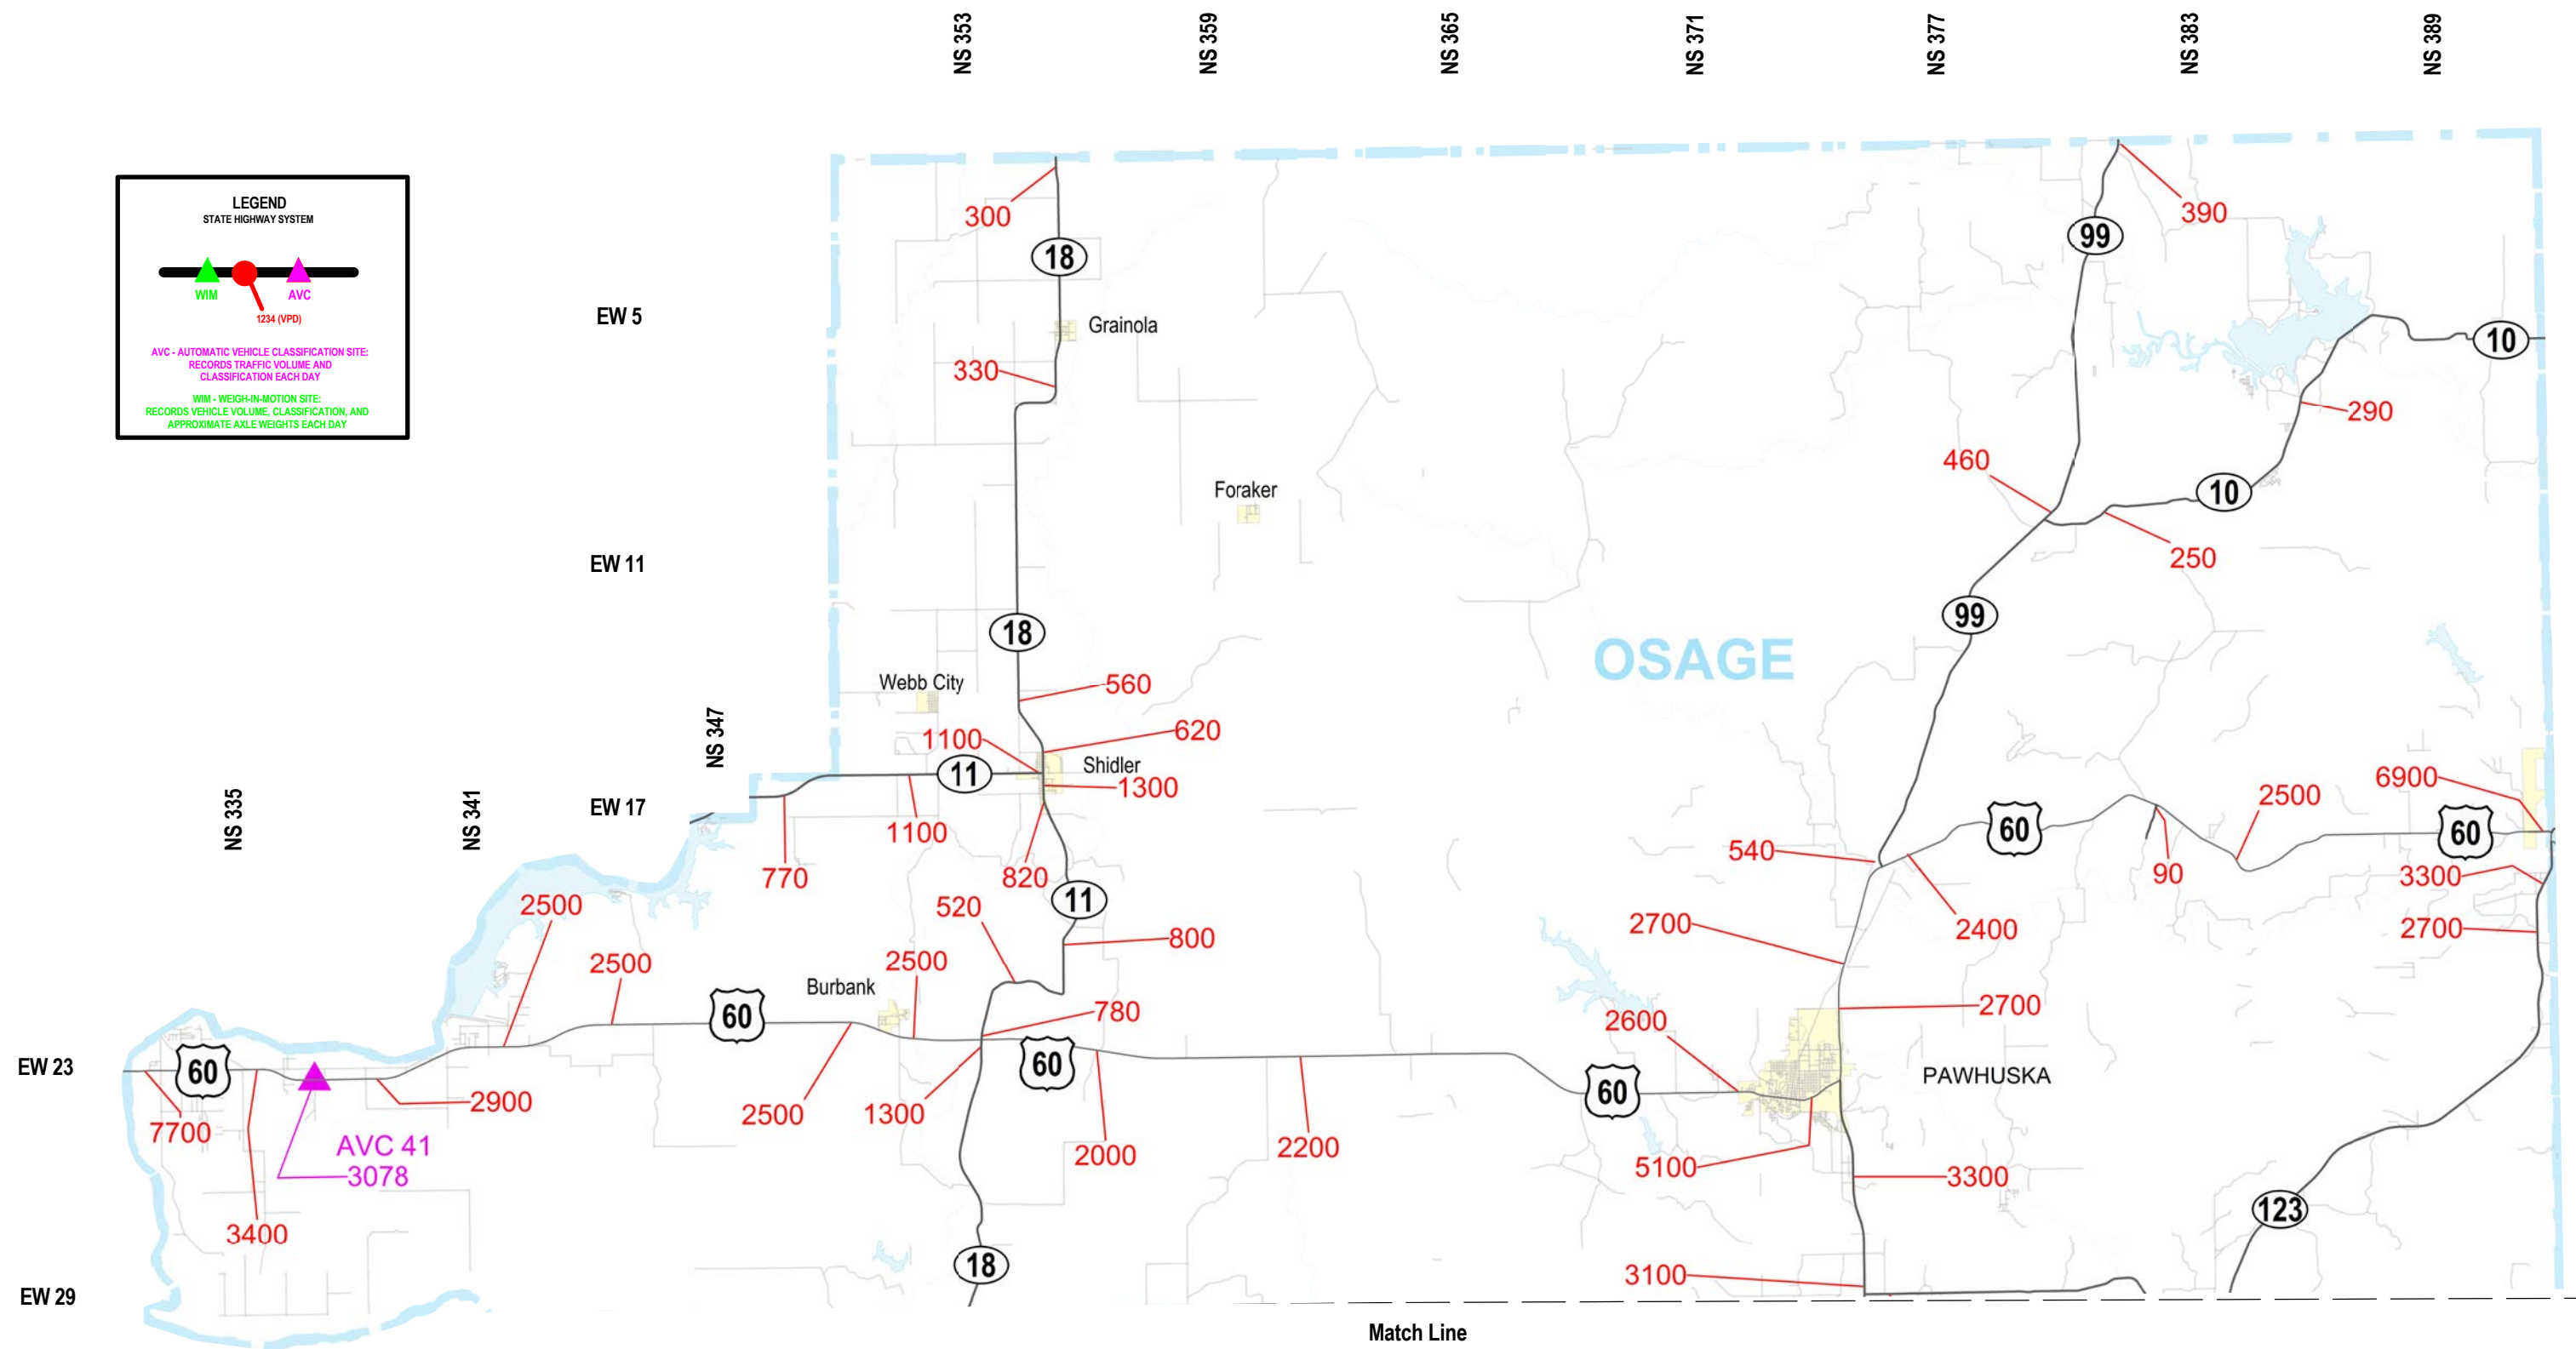 NS 353
NS 359
NS 365
NS 371
NS 377
NS 383
NS 389
LEGEND
STATE HIGHWAY SYSTEM
WIM
AVC
1234 (VPD)
AVC - AUTOMATIC VEHICLE CLASSIFICATION SITE:
RECORDS TRAFFIC VOLUME AND
CLASSIFICATION EACH DAY
WIM - WEIGH-IN-MOTION SITE:
RECORDS VEHICLE VOLUME, CLASSIFICATION, AND
APPROXIMATE AXLE WEIGHTS EACH DAY
300
390
99
18
EW 5
Grainola
10
330
290
460
Foraker
10
250
EW 11
99
18
OSAGE
Webb City
560
NS 347
620
1100
11
Shidler
1300
6900
2500
NS 335
NS 341
EW 17
1100
60
60
540
770
820
90
3300
11
2500
520
2700
2400
2700
800
2500
2500
Burbank
780
2700
2600
60
60
EW 23
60
60
PAWHUSKA
2900
2500
1300
7700
AVC 41
3078
2000
2200
5100
3300
3400
123
18
3100
EW 29
Match Line